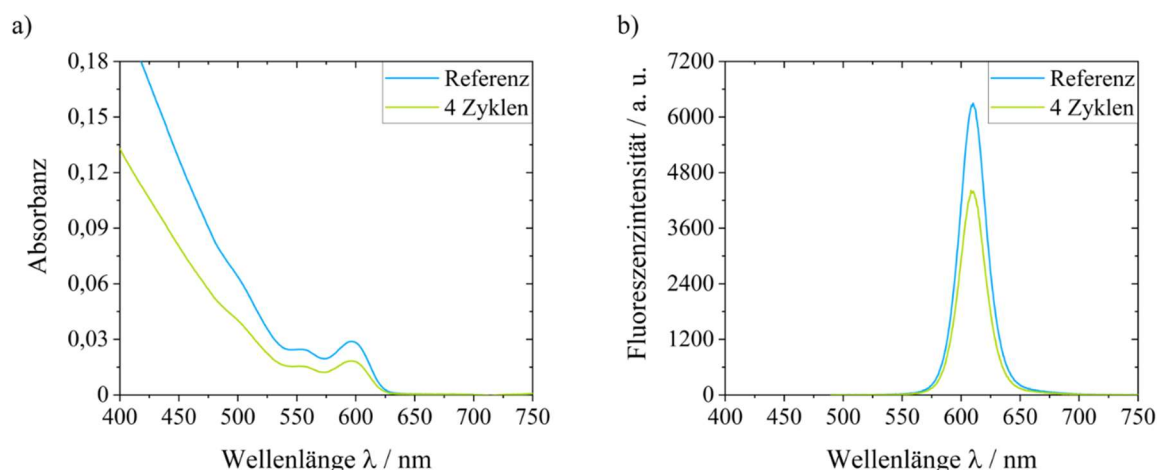 a)
0,18
0,15
0,12
0,09
0,06
0,03
0
Absorbanz
Referenz
4 Zyklen
400 450 500 550 600 650 700 750
Wellenlänge λ / nm
b)
7200
6000
4800
3600
2400
1200
0
Fluoreszenzintensität / a. u.
Referenz
4 Zyklen
400 450 500 550 600 650 700 750
Wellenlänge λ / nm